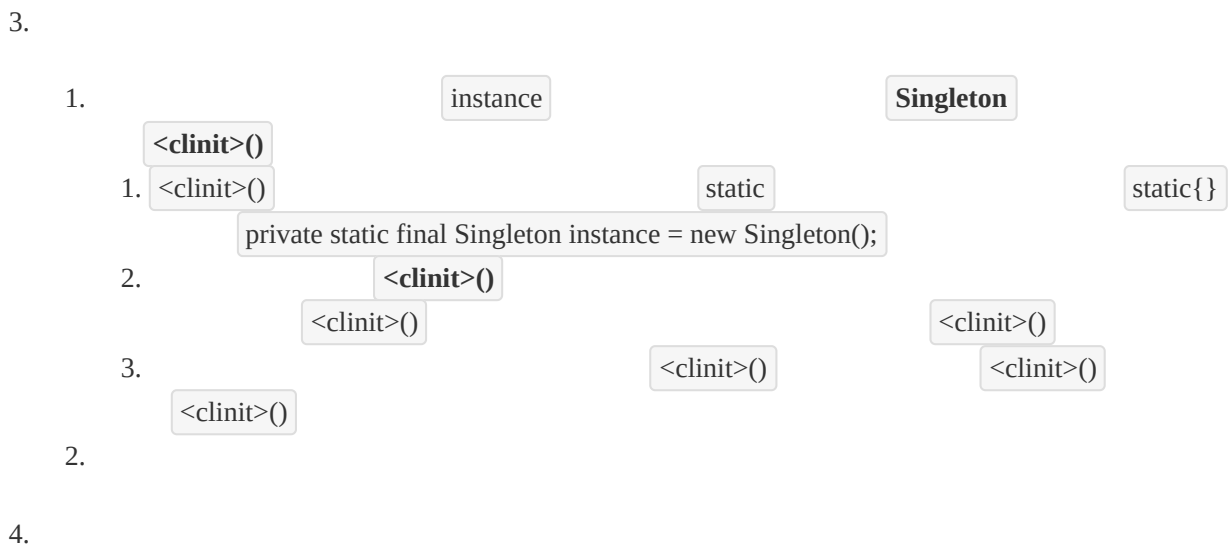 3.
1. instance Singleton
<clinit>()
1. <clinit>() static static{}
private static final Singleton instance = new Singleton();
2. <clinit>()
<clinit>() <clinit>()
3. <clinit>() <clinit>()
<clinit>()
2.
4.